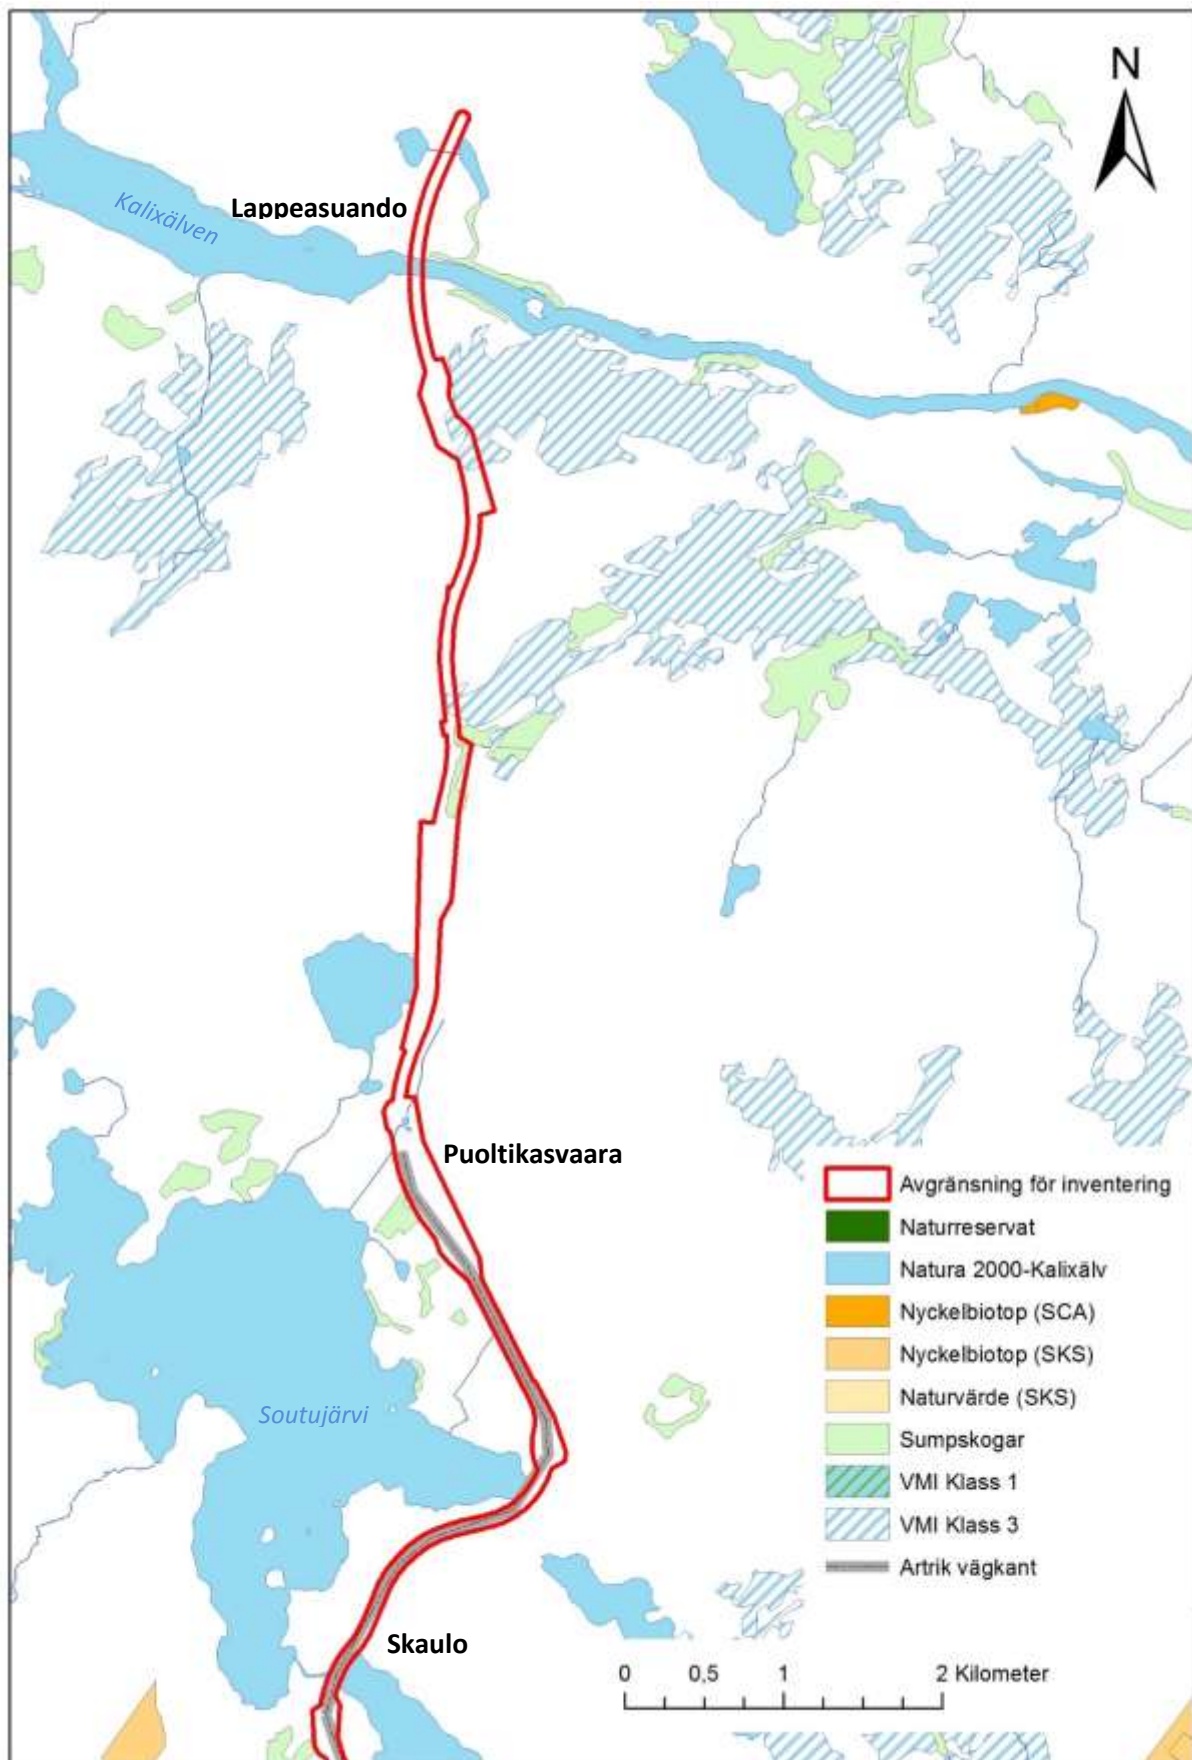 N
Kalixälven
Lappeasuando
Puoltikasvaara
Soutujärvi
Skaulo
Avgränsning för inventering
Naturreservat
Natura 2000-Kalixälv
Nyckelbiotop (SCA)
Nyckelbiotop (SKS)
Naturvärde (SKS)
Sumpskogar
VMI Klass 1
VMI Klass 3
Artrik vägkant
0 0,5 1 2 Kilometer